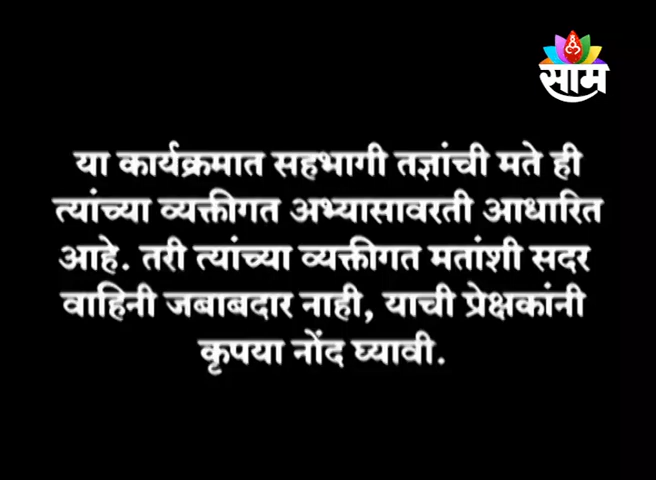 साम
या कार्यक्रमात सहभागी तज्ञांची मते ही
त्यांच्या व्यक्तीगत अभ्यासावरती आधारित
आहे. तरी त्यांच्या व्यक्तीगत मतांशी सदर
वाहिनी जबाबदार नाही, याची प्रेक्षकांनी
कृपया नोंद घ्यावी.